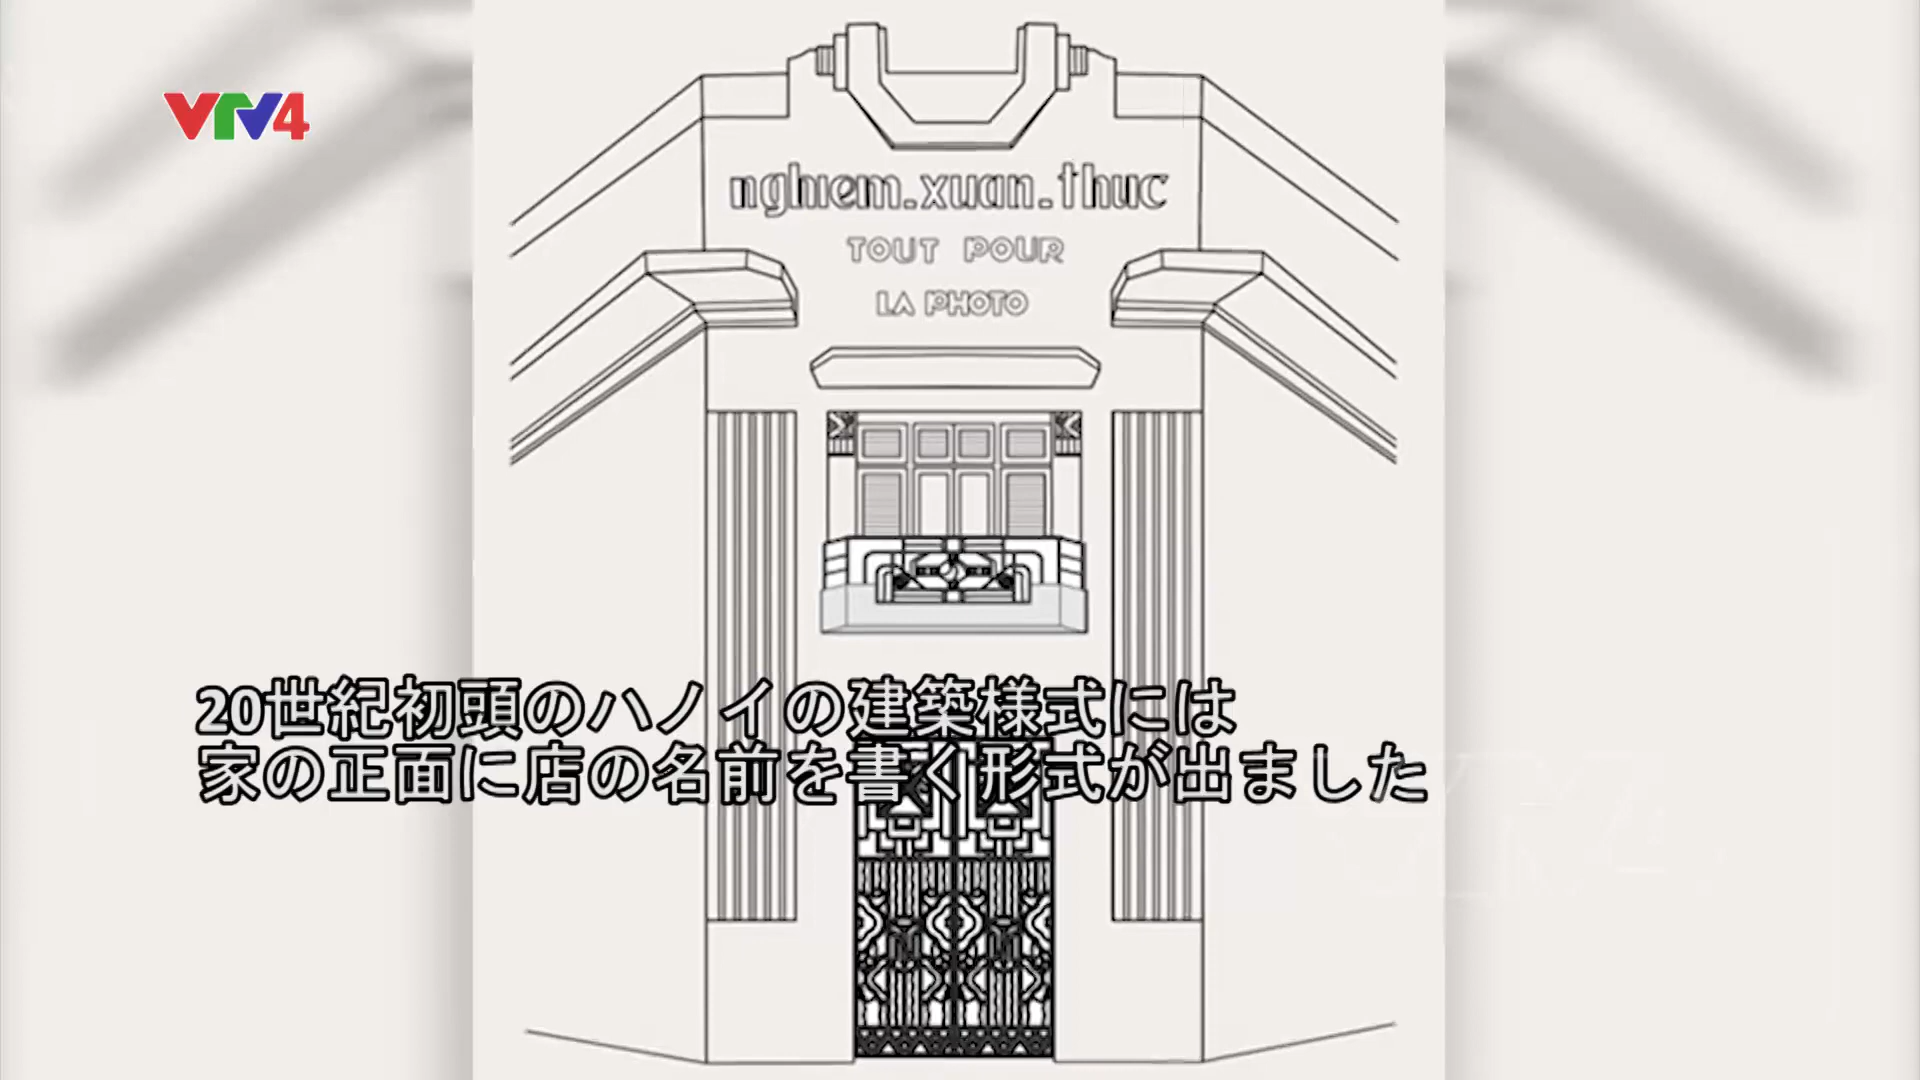 VTV4
nghiem.xuan.thuc
TOUT POUR
LA PHOTO
20世紀初頭のハノイの建築様式には
家の正面に店の名前を書く形式が出ました